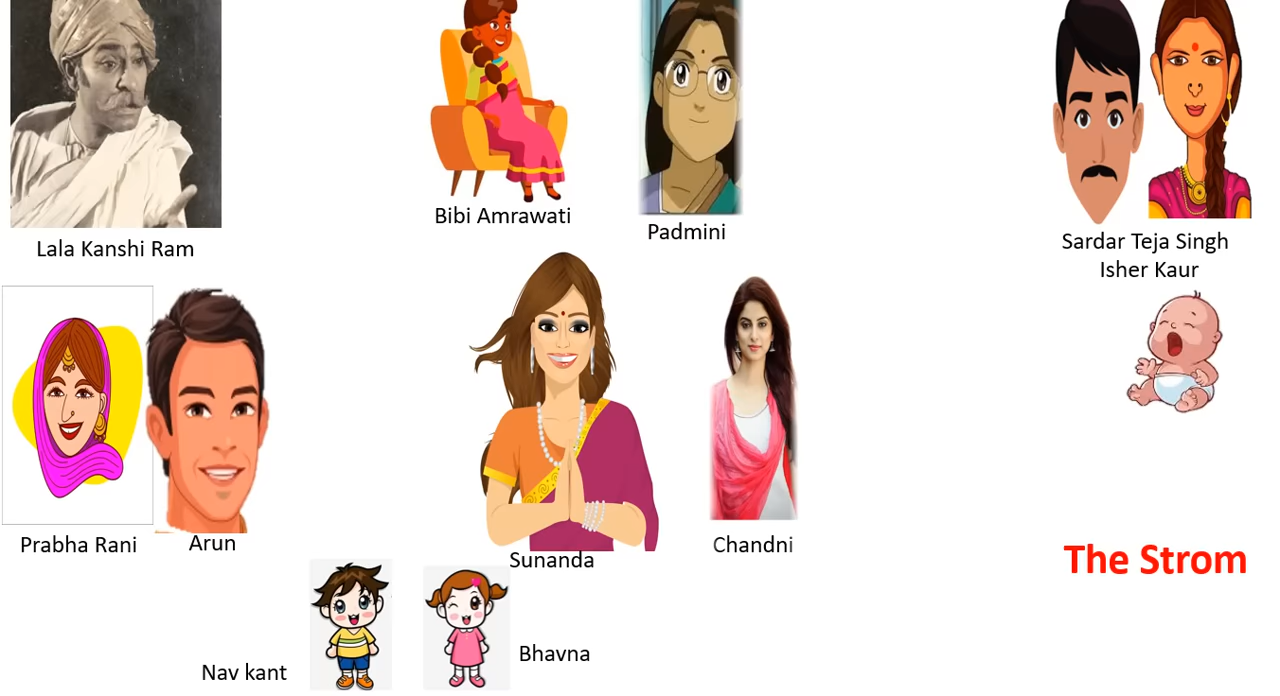 Lala Kanshi Ram
Bibi Amrawati
Padmini
Sardar Teja Singh
Isher Kaur
Prabha Rani
Arun
Sunanda
Chandni
The Strom
Nav kant
Bhavna